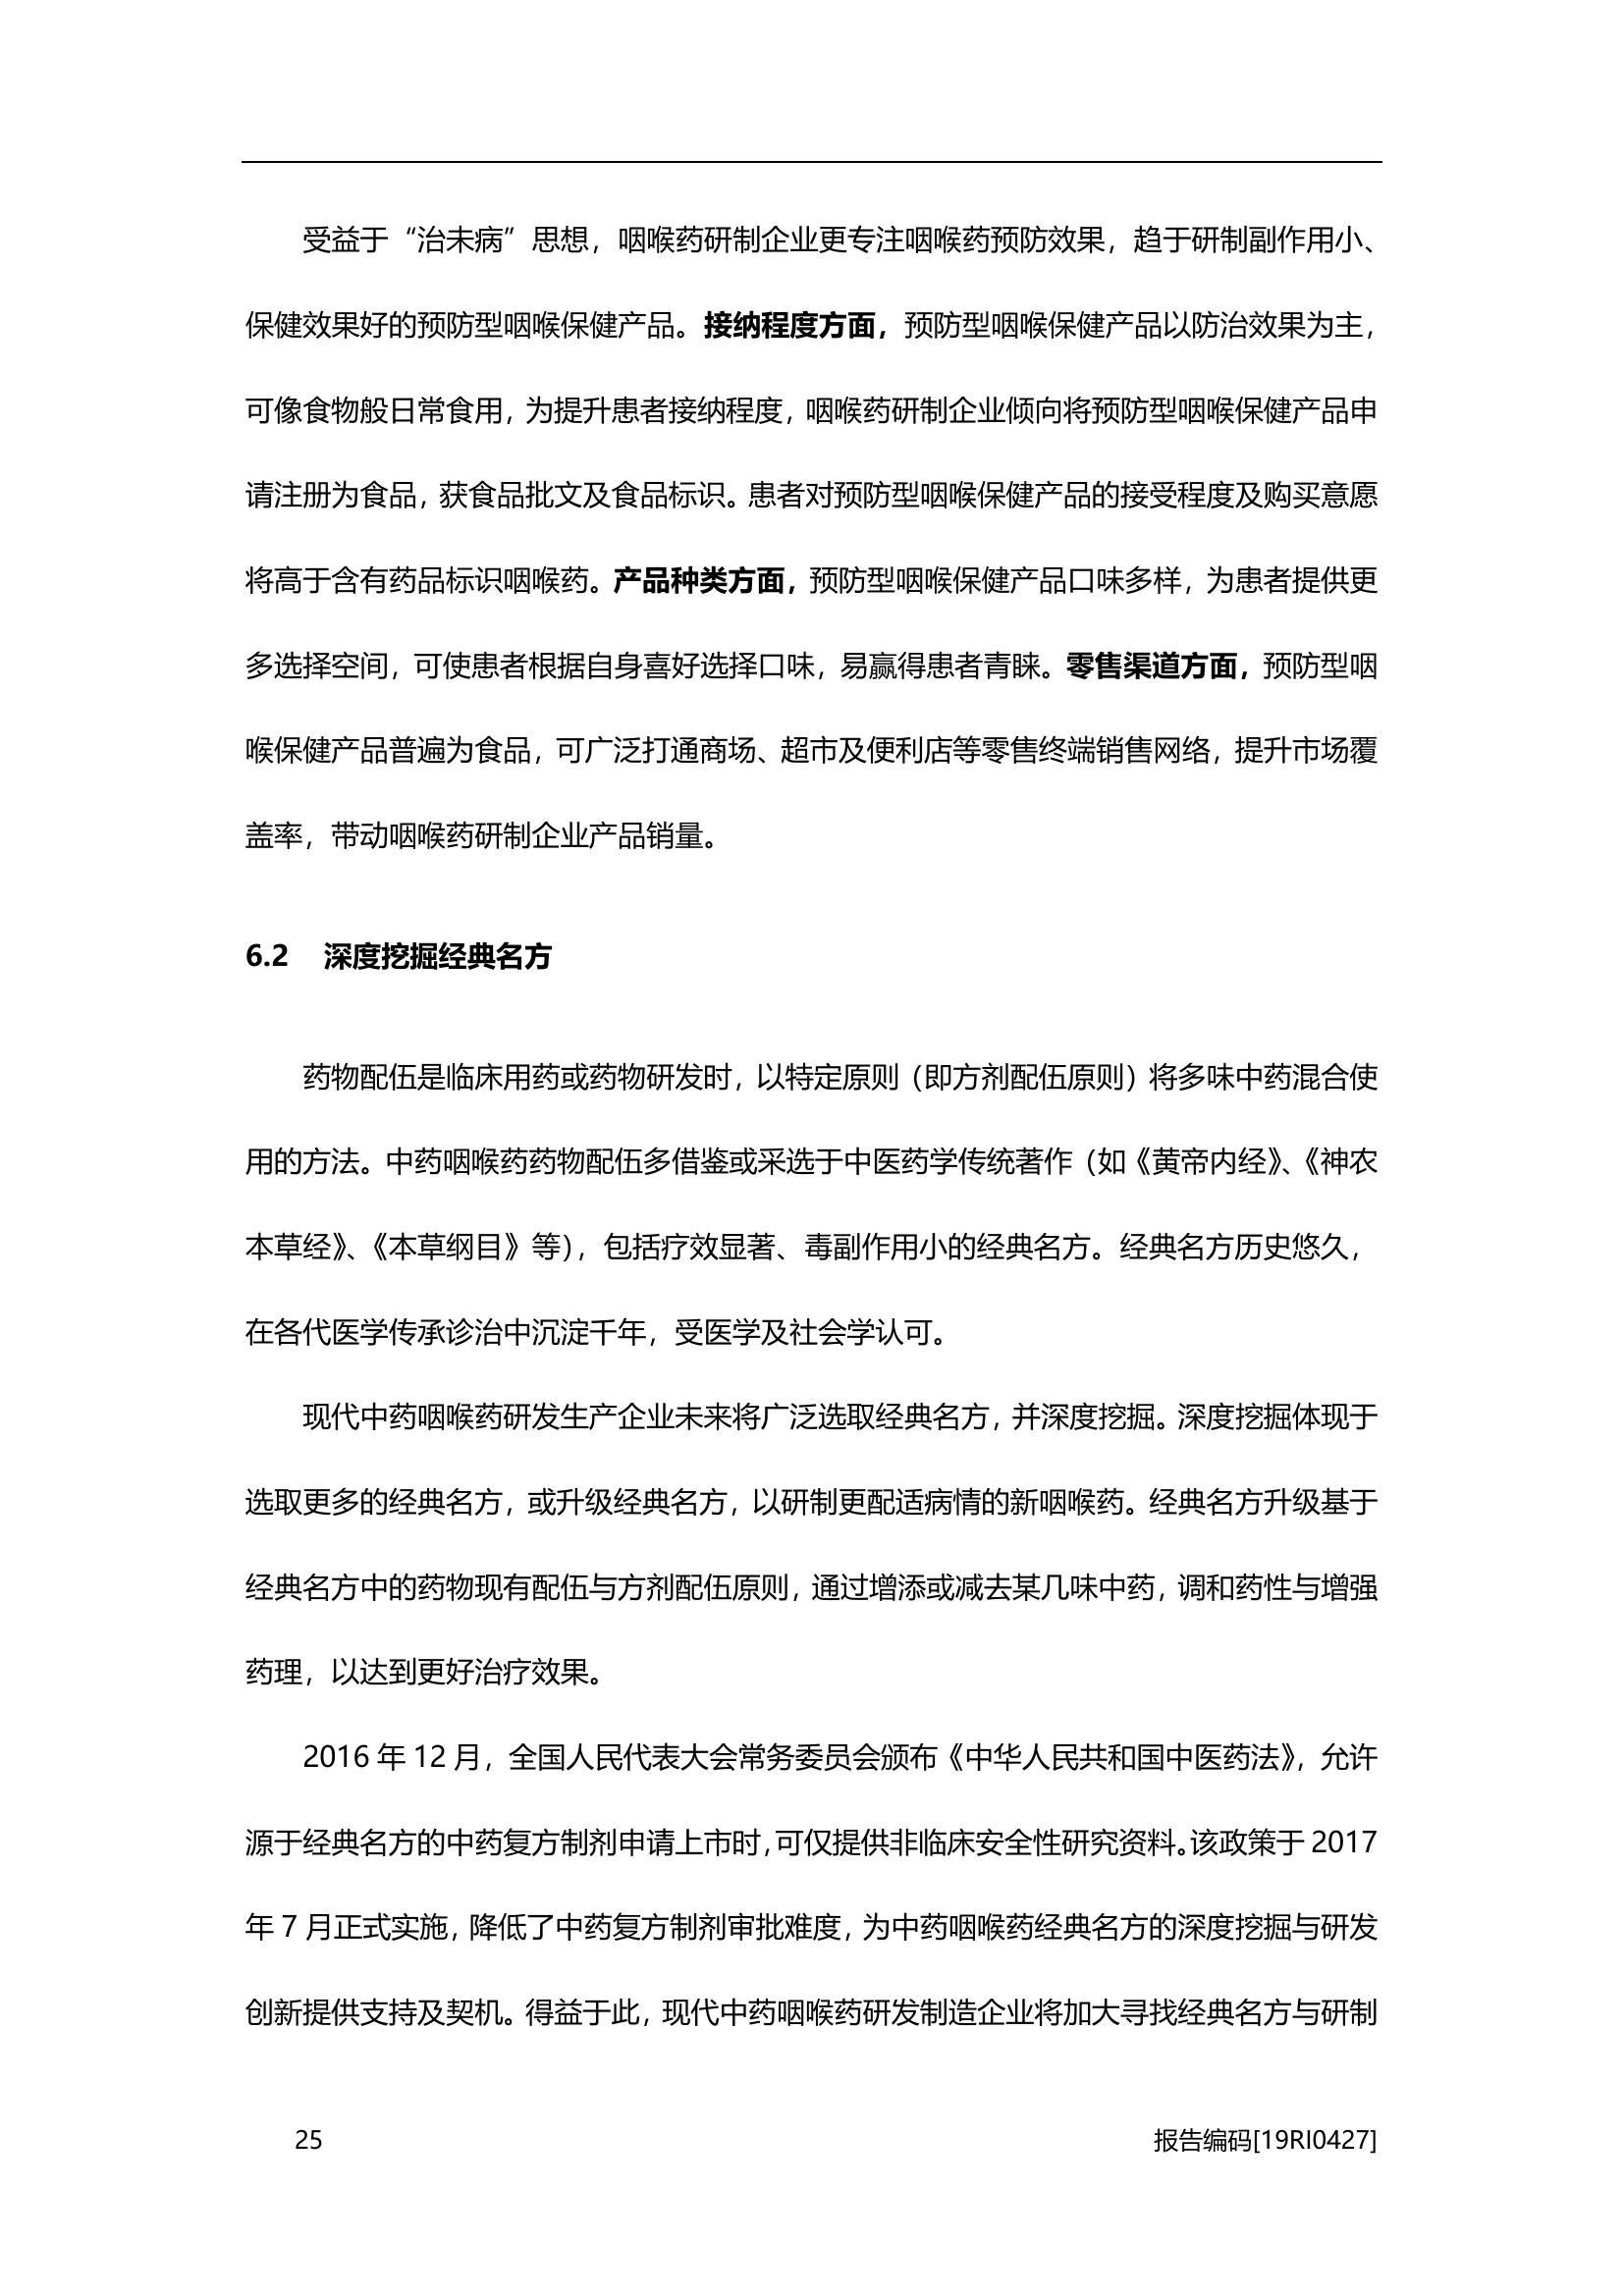 受益于“治未病”思想，咽喉药研制企业更专注咽喉药预防效果，趋于研制副作用小、
保健效果好的预防型咽喉保健产品。接纳程度方面，预防型咽喉保健产品以防治效果为主，
可像食物般日常食用，为提升患者接纳程度，咽喉药研制企业倾向将预防型咽喉保健产品申
请注册为食品，获食品批文及食品标识。患者对预防型咽喉保健产品的接受程度及购买意愿
将高于含有药品标识咽喉药。产品种类方面，预防型咽喉保健产品口味多样，为患者提供更
多选择空间，可使患者根据自身喜好选择口味，易赢得患者青睐。零售渠道方面，预防型咽
喉保健产品普遍为食品，可广泛打通商场、超市及便利店等零售终端销售网络，提升市场覆
盖率，带动咽喉药研制企业产品销量。
6.2 深度挖掘经典名方
药物配伍是临床用药或药物研发时，以特定原则（即方剂配伍原则）将多味中药混合使
用的方法。中药咽喉药药物配伍多借鉴或采选于中医药学传统著作（如《黄帝内经》、《神农
本草经》、《本草纲目》等），包括疗效显著、毒副作用小的经典名方。经典名方历史悠久，
在各代医学传承诊治中沉淀千年，受医学及社会学认可。
现代中药咽喉药研发生产企业未来将广泛选取经典名方，并深度挖掘。深度挖掘体现于
选取更多的经典名方，或升级经典名方，以研制更配适病情的新咽喉药。经典名方升级基于
经典名方中的药物现有配伍与方剂配伍原则，通过增添或减去某几味中药，调和药性与增强
药理，以达到更好治疗效果。
2016 年 12 月，全国人民代表大会常务委员会颁布《中华人民共和国中医药法》，允许
源于经典名方的中药复方制剂申请上市时，可仅提供非临床安全性研究资料。该政策于 2017
年 7 月正式实施，降低了中药复方制剂审批难度，为中药咽喉药经典名方的深度挖掘与研发
创新提供支持及契机。得益于此，现代中药咽喉药研发制造企业将加大寻找经典名方与研制
25 报告编码[19RI0427]